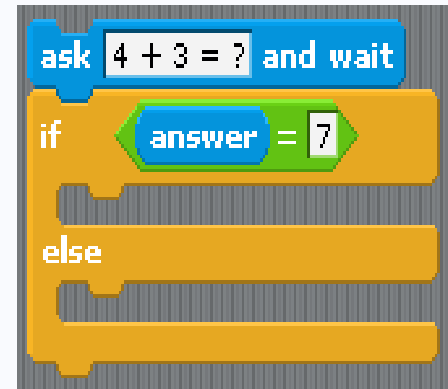 ask 4 + 3 = ? and wait
if answer = 7
else